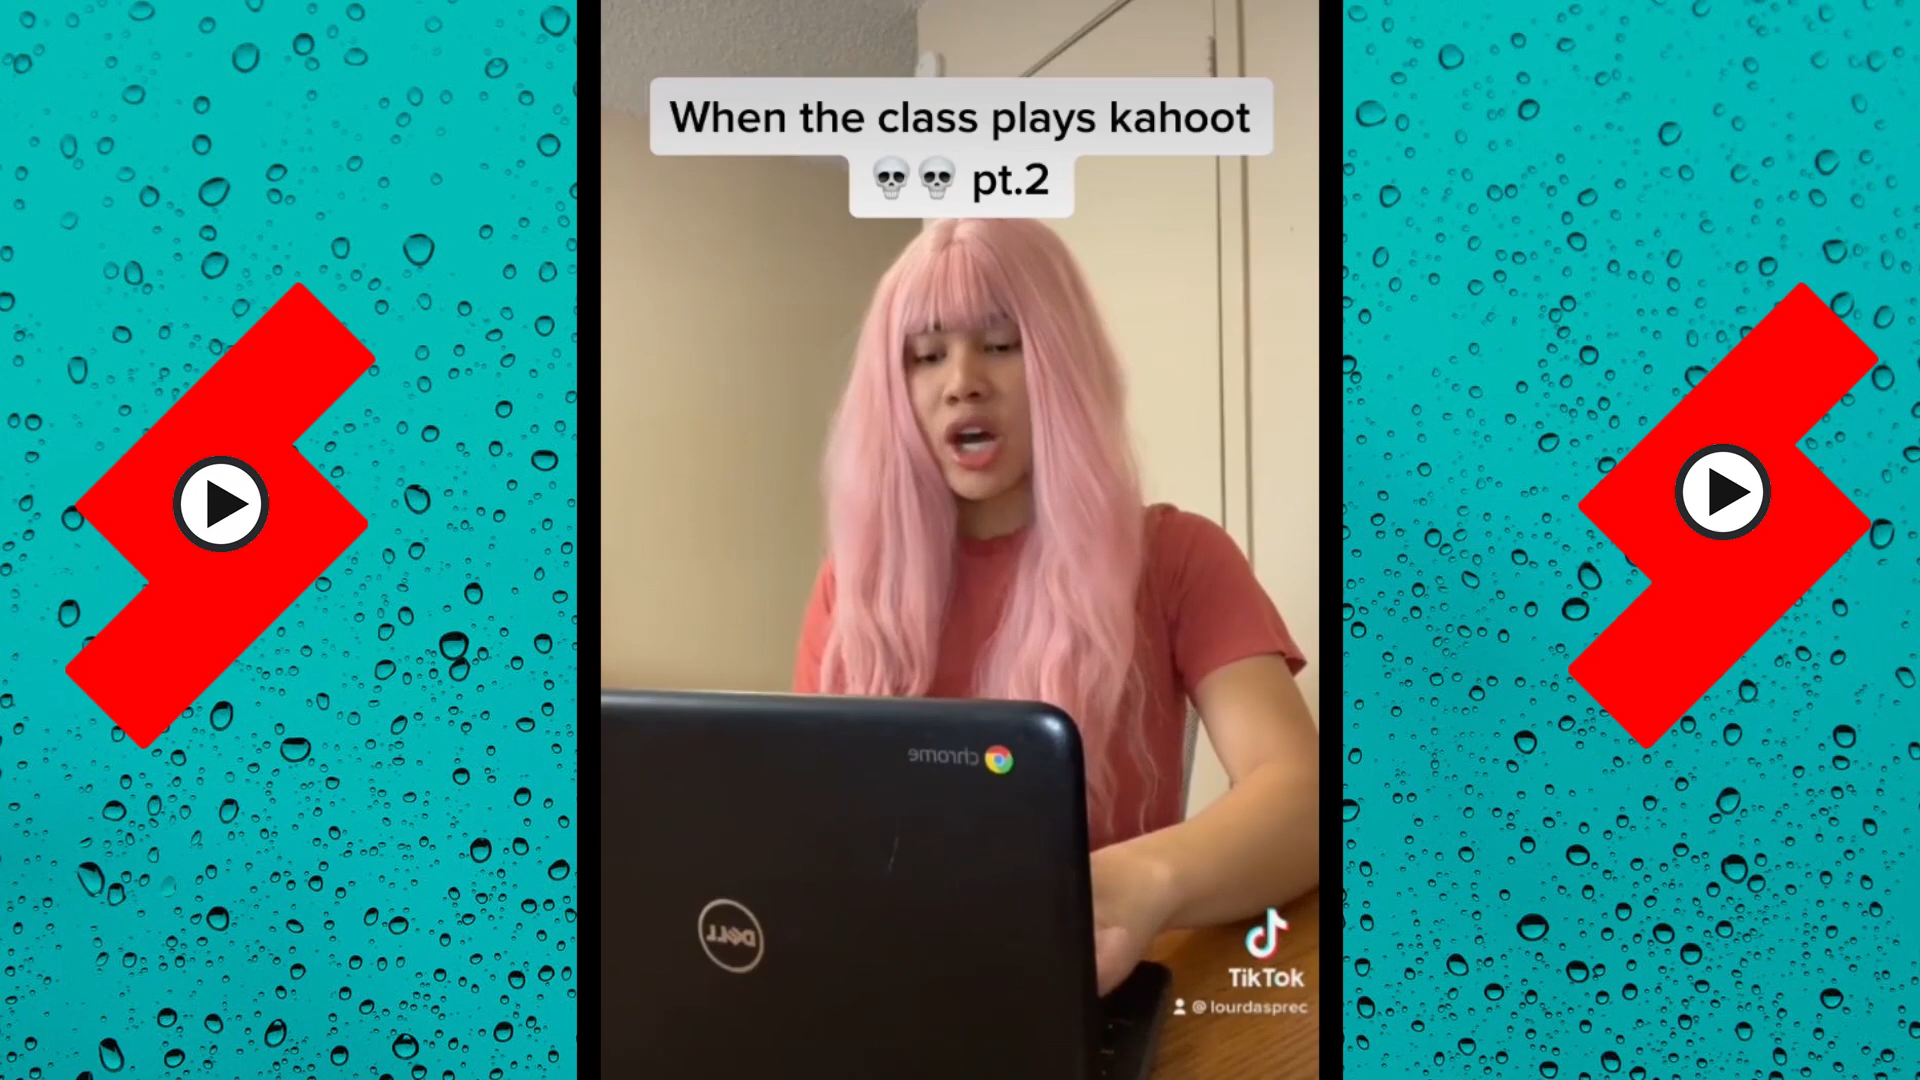 When the class plays kahoot
💀💀 pt.2
chrome
DELL
TikTok
@lourdasprec